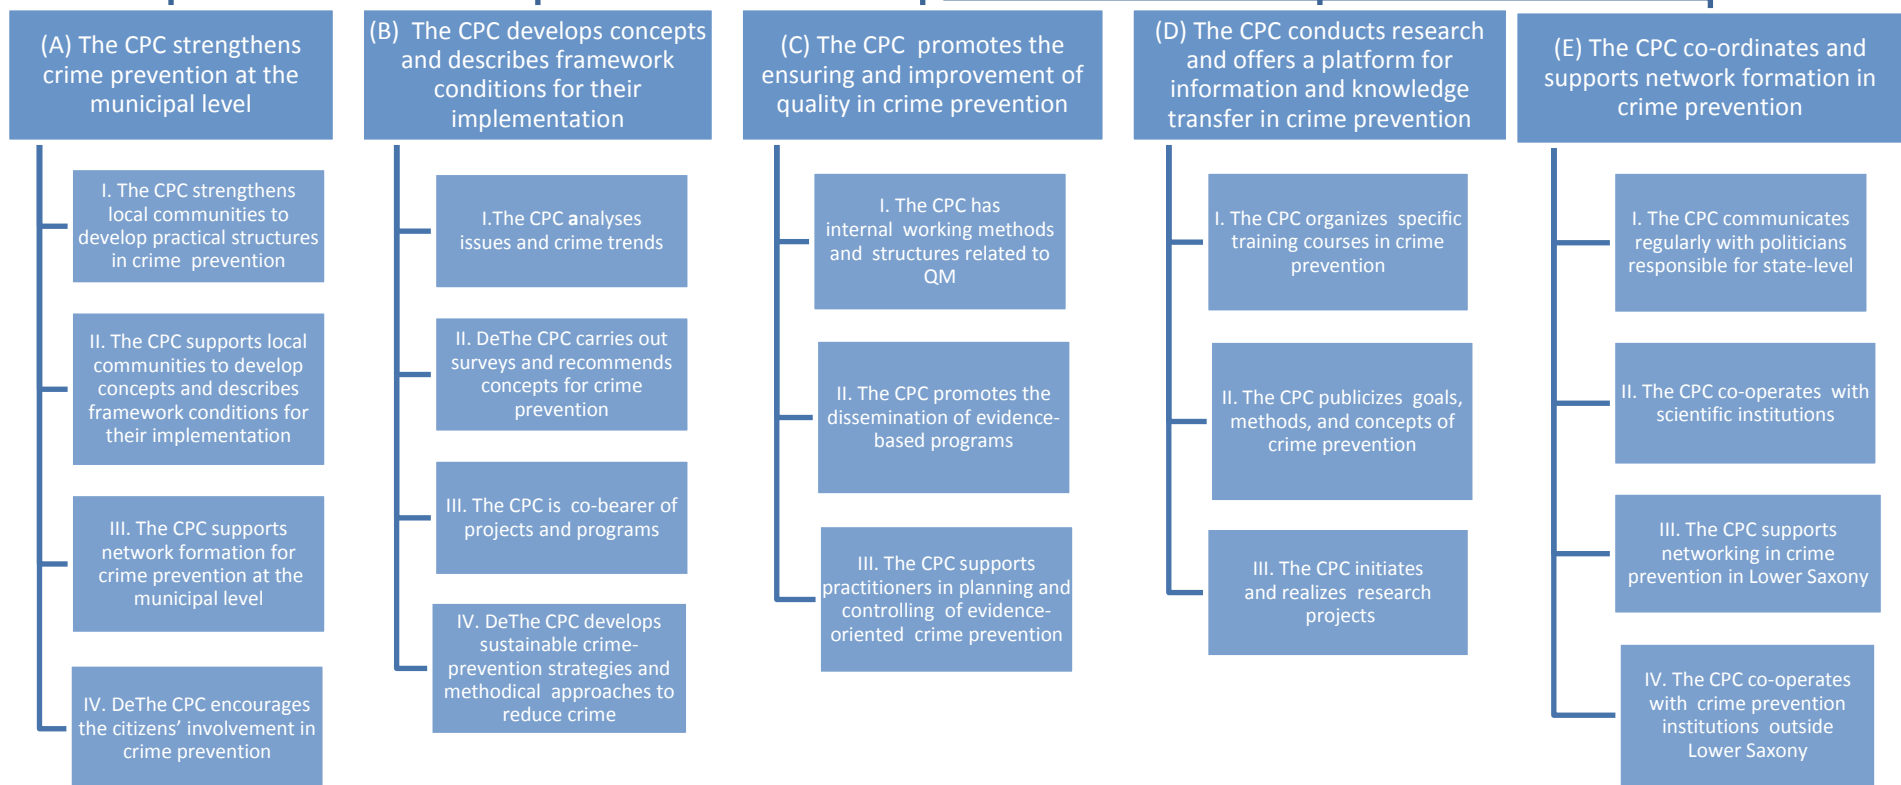 (A) The CPC strengthens
crime prevention at the
municipal level
I. The CPC strengthens
local communities to
develop practical structures
in crime prevention
II. The CPC supports local
communities to develop
concepts and describes
framework conditions for
their implementation
III. The CPC supports
network formation for
crime prevention at the
municipal level
IV. DeThe CPC encourages
the citizens’ involvement in
crime prevention
(B) The CPC develops concepts
and describes framework
conditions for their
implementation
I.The CPC analyses
issues and crime trends
II. DeThe CPC carries out
surveys and recommends
concepts for crime
prevention
III. The CPC is co-bearer of
projects and programs
IV. DeThe CPC develops
sustainable crime-
prevention strategies and
methodical approaches to
reduce crime
(C) The CPC promotes the
ensuring and improvement of
quality in crime prevention
I. The CPC has
internal working methods
and structures related to
QM
II. The CPC promotes the
dissemination of evidence-
based programs
III. The CPC supports
practitioners in planning and
controlling of evidence-
oriented crime prevention
(D) The CPC conducts research
and offers a platform for
information and knowledge
transfer in crime prevention
I. The CPC organizes specific
training courses in crime
prevention
II. The CPC publicizes goals,
methods, and concepts of
crime prevention
III. The CPC initiates
and realizes research
projects
(E) The CPC co-ordinates and
supports network formation in
crime prevention
I. The CPC communicates
regularly with politicians
responsible for state-level
II. The CPC co-operates with
scientific institutions
III. The CPC supports
networking in crime
prevention in Lower Saxony
IV. The CPC co-operates
with crime prevention
institutions outside
Lower Saxony